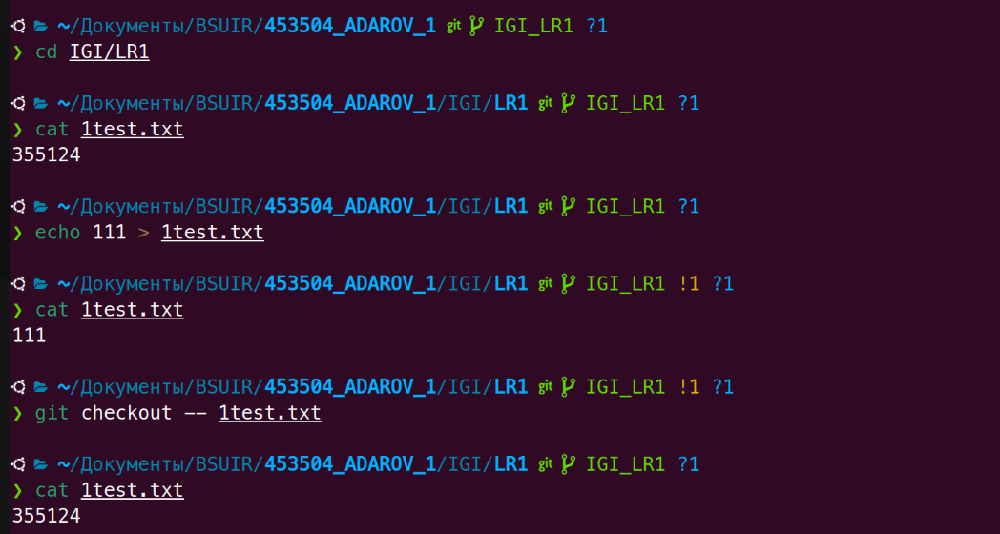 ~/Документы/BSUIR/453504_ADAROV_1 git IGI_LR1 ?1
❯ cd IGI/LR1
~/Документы/BSUIR/453504_ADAROV_1/IGI/LR1 git IGI_LR1 ?1
❯ cat 1test.txt
355124
~/Документы/BSUIR/453504_ADAROV_1/IGI/LR1 git IGI_LR1 ?1
❯ echo 111 > 1test.txt
~/Документы/BSUIR/453504_ADAROV_1/IGI/LR1 git IGI_LR1 !1 ?1
❯ cat 1test.txt
111
~/Документы/BSUIR/453504_ADAROV_1/IGI/LR1 git IGI_LR1 !1 ?1
❯ git checkout -- 1test.txt
~/Документы/BSUIR/453504_ADAROV_1/IGI/LR1 git IGI_LR1 ?1
❯ cat 1test.txt
355124